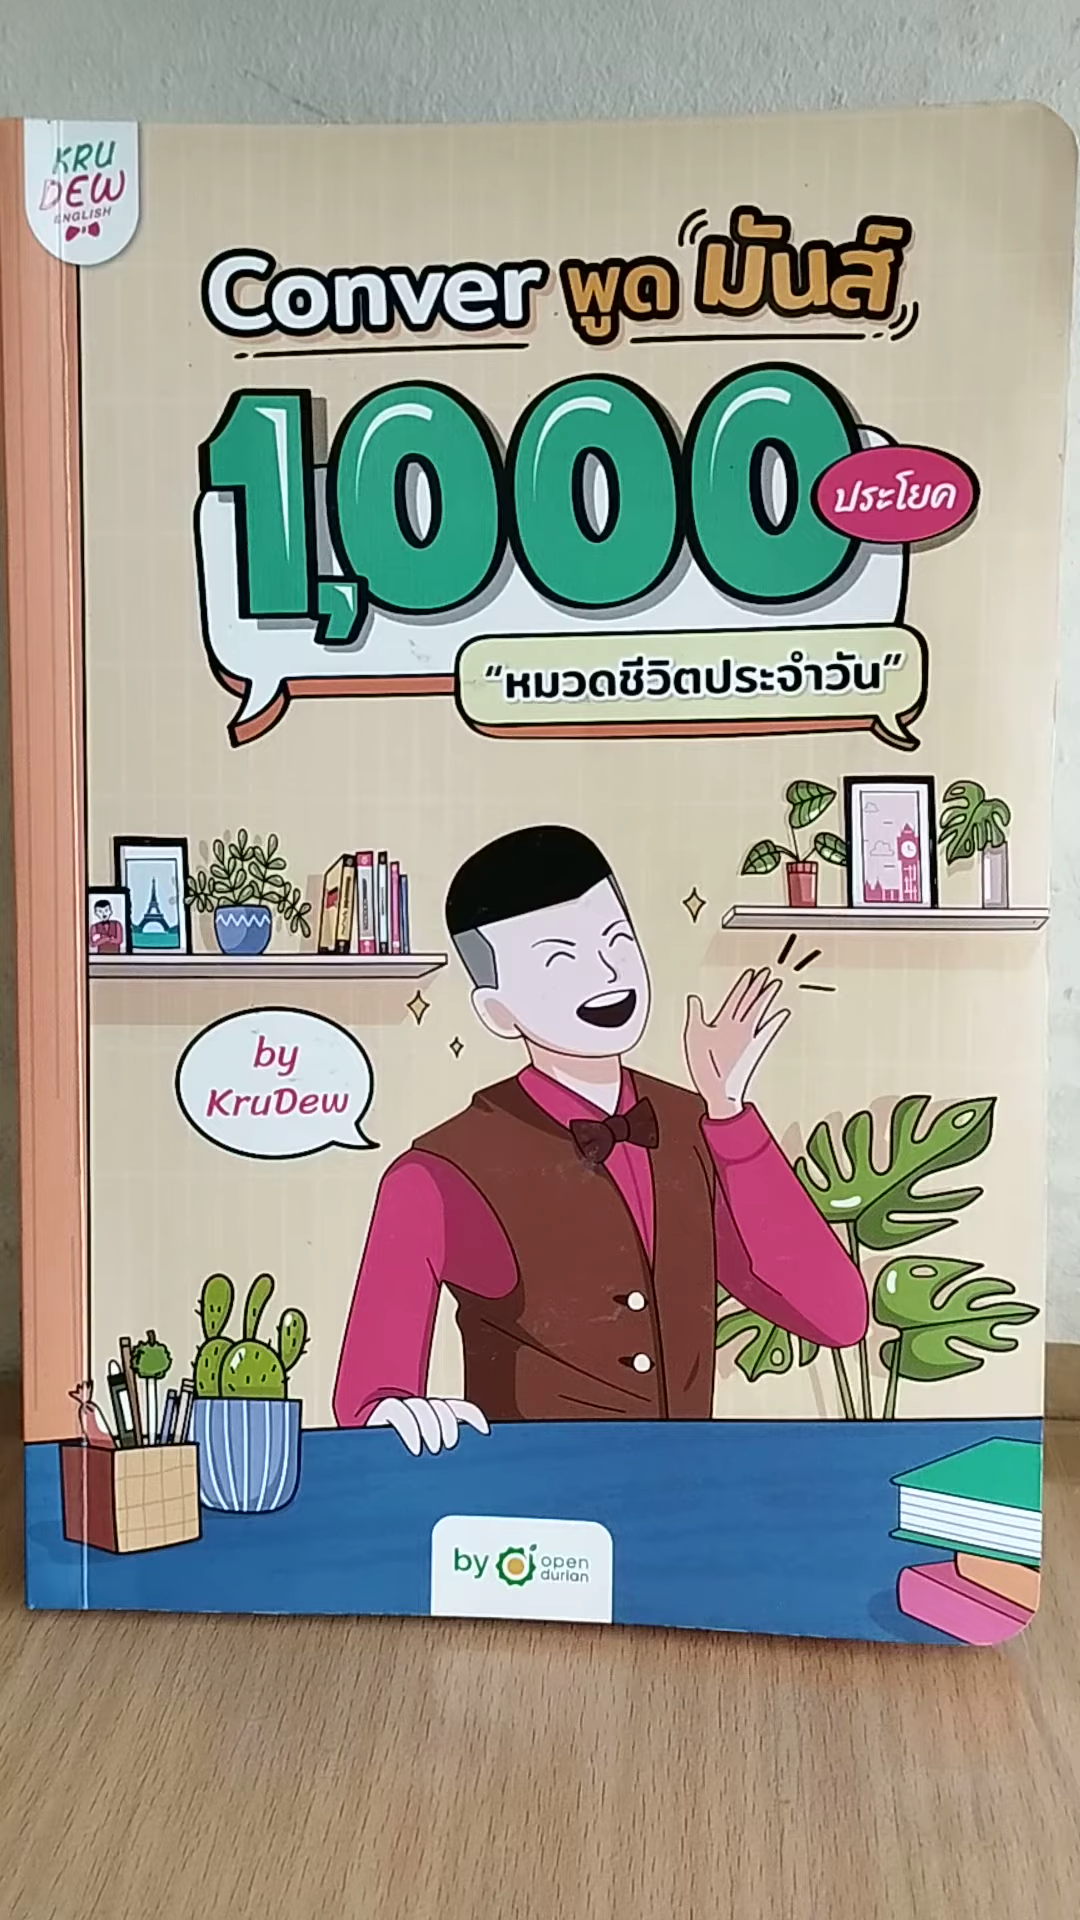 KRU
DEW
ENGLISH
Conver พูด มันส์
1,000
ประโยค
“หมวดชีวิตประจำวัน”
by
KruDew
by open
durian